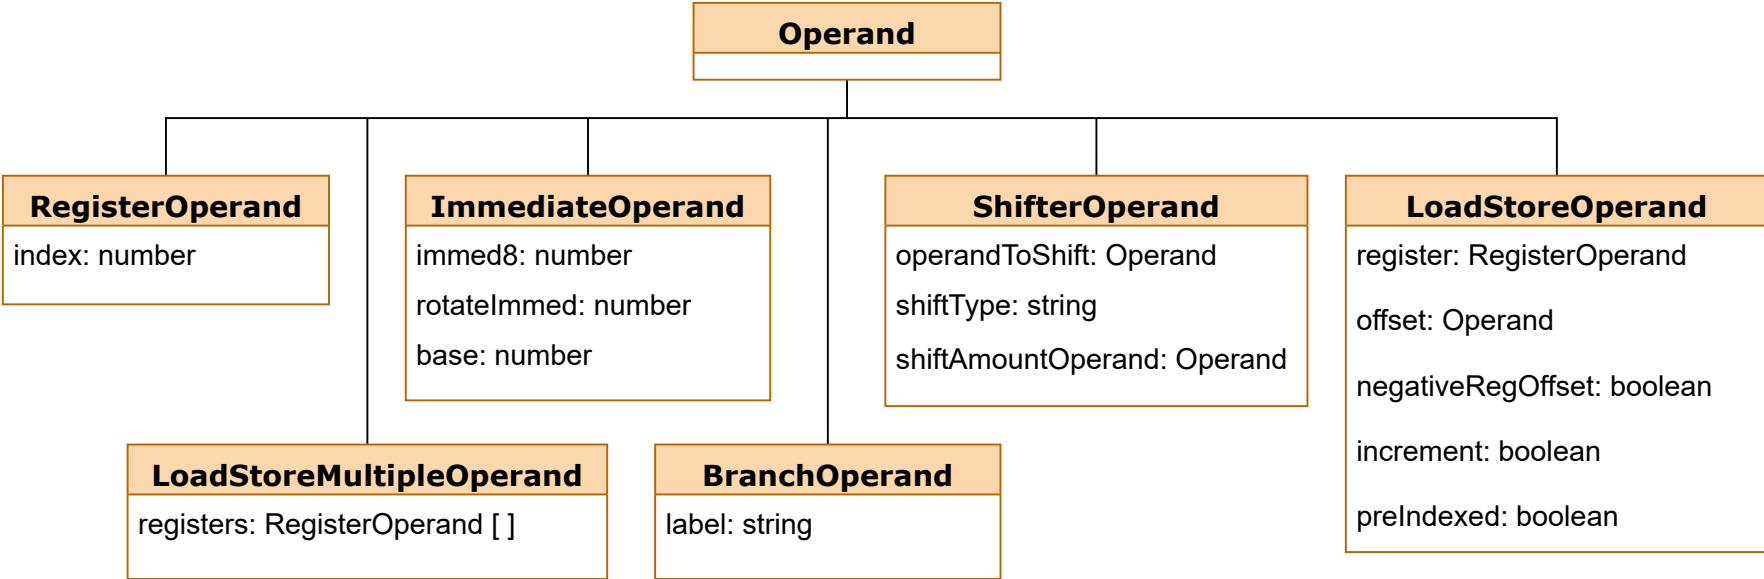 Operand
RegisterOperand
index: number
ImmediateOperand
immed8: number
rotateImmed: number
base: number
ShifterOperand
operandToShift: Operand
shiftType: string
shiftAmountOperand: Operand
LoadStoreOperand
register: RegisterOperand
offset: Operand
negativeRegOffset: boolean
increment: boolean
preIndexed: boolean
LoadStoreMultipleOperand
registers: RegisterOperand [ ]
BranchOperand
label: string